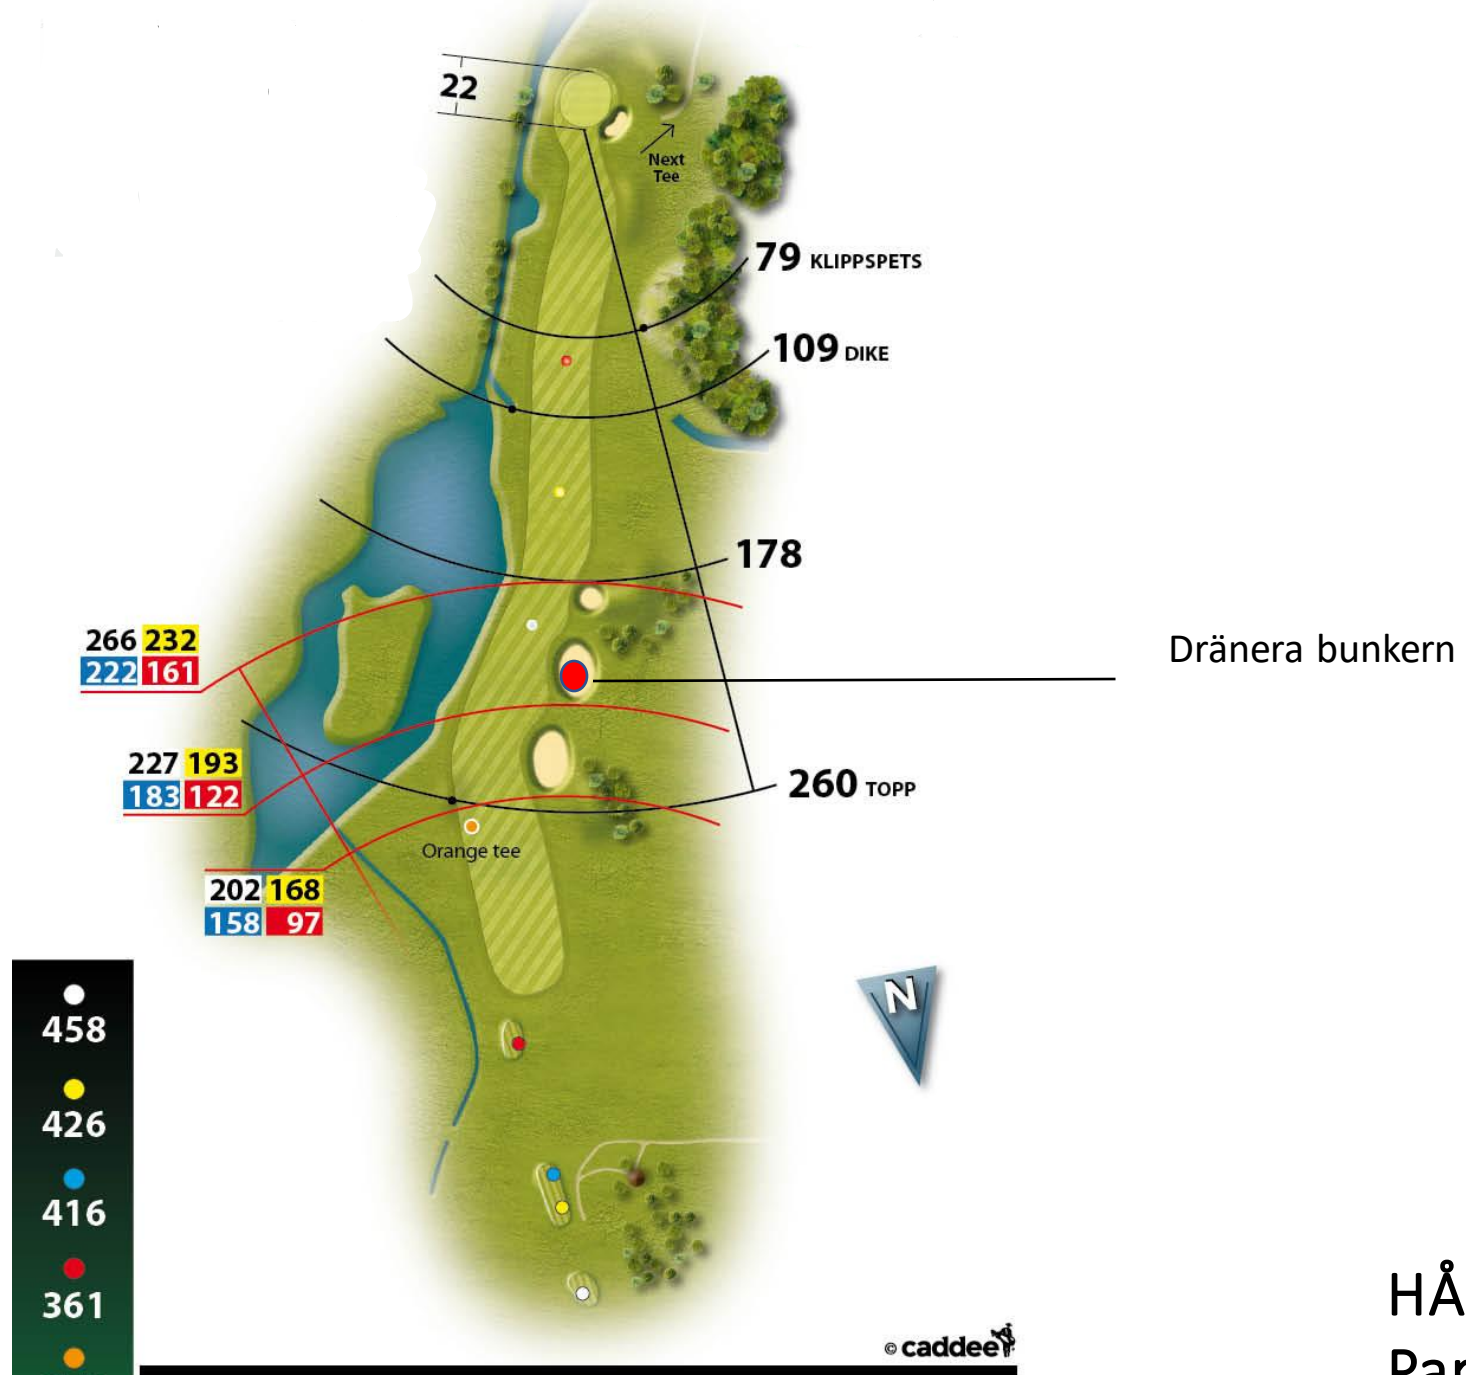 22
Next
Tee
79 KLIPPSPETS
109 DIKE
178
266 232
222 161
Dränera bunkern
227 193
183 122
260 TOPP
Orange tee
202 168
158 97
N
458
426
416
361
HÅ
Par
© caddee